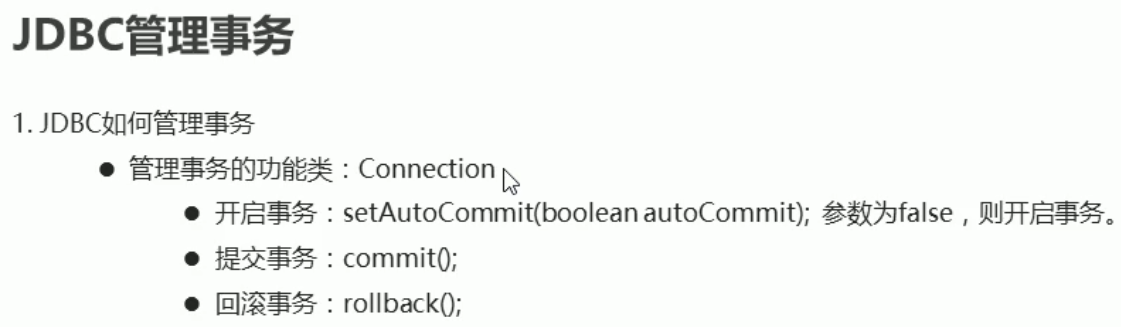 JDBC管理事务
1. JDBC如何管理事务
● 管理事务的功能类：Connection
● 开启事务：setAutoCommit(boolean autoCommit); 参数为false，则开启事务。
● 提交事务：commit();
● 回滚事务：rollback();